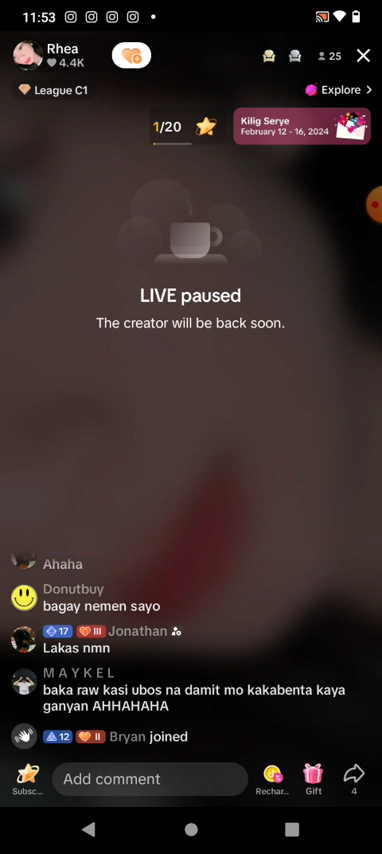 11:53
Rhea
4.4K
25
League C1
Explore >
1/20
Kilig Serye
February 12 - 16, 2024
LIVE paused
The creator will be back soon.
Ahaha
Donutbuy
bagay nemen sayo
17 III Jonathan
Lakas nmn
M A Y K E L
baka raw kasi ubos na damit mo kakabenta kaya
ganyan AHHAHAHA
12 II Bryan joined
Subsc...
Add comment
Rechar...
Gift
4